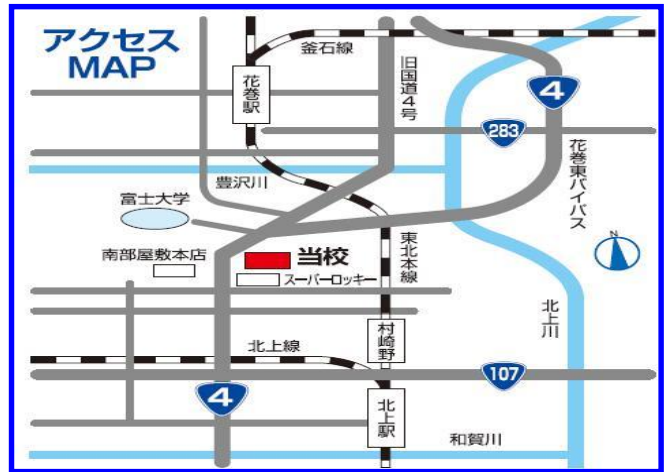 アクセス
MAP
釜石線
旧国道4号
花巻駅
4
283
花巻東バイパス
豊沢川
富士大学
南部屋敷本店
当校
スーパーロッキー
東北本線
N
北上川
村崎野
北上線
107
4
北上駅
和賀川